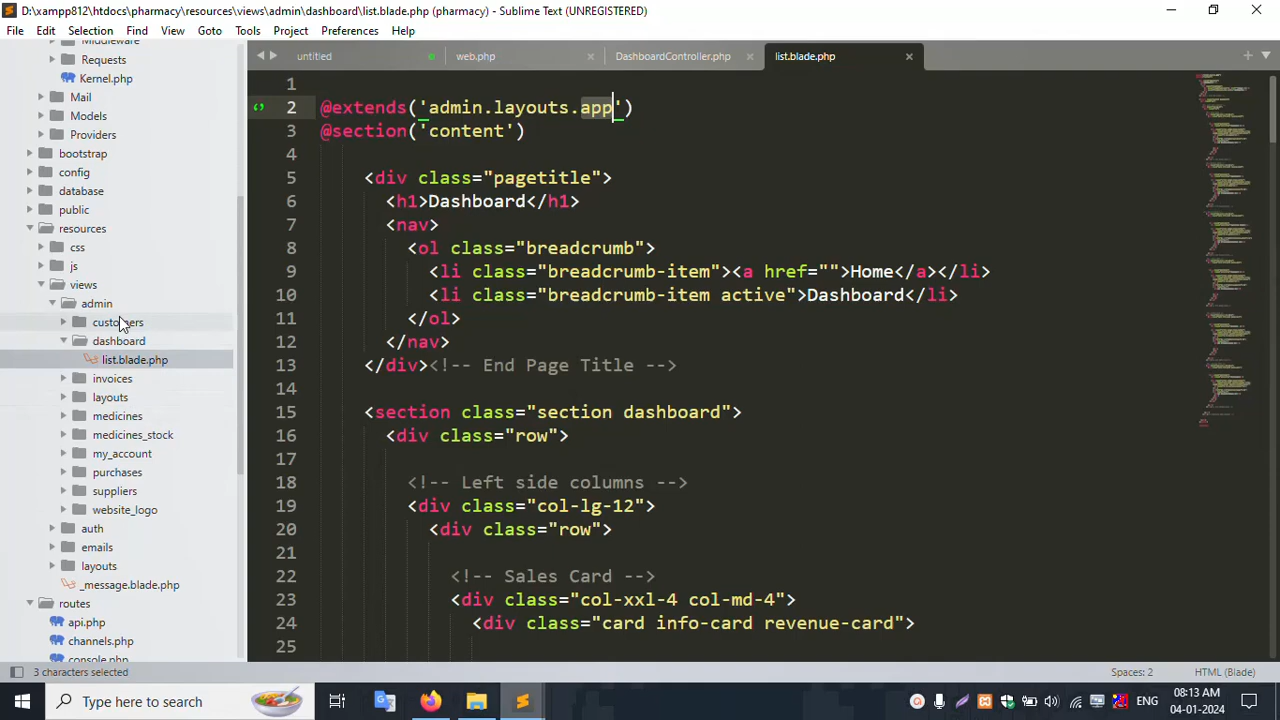 D:\xampp812\htdocs\pharmacy\resources\views\admin\dashboard\list.blade.php (pharmacy) - Sublime Text (UNREGISTERED)
File Edit Selection Find View Goto Tools Project Preferences Help
untitled web.php DashboardController.php list.blade.php
Middleware
Requests
Kernel.php
Mail
Models
Providers
bootstrap
config
database
public
resources
css
js
views
admin
customers
dashboard
list.blade.php
invoices
layouts
medicines
medicines_stock
my_account
purchases
suppliers
website_logo
auth
emails
layouts
_message.blade.php
routes
api.php
channels.php
console.php
1
2 @extends('admin.layouts.app')
3 @section('content')
4
5 <div class="pagetitle">
6 <h1>Dashboard</h1>
7 <nav>
8 <ol class="breadcrumb">
9 <li class="breadcrumb-item"><a href="">Home</a></li>
10 <li class="breadcrumb-item active">Dashboard</li>
11 </ol>
12 </nav>
13 </div><!-- End Page Title -->
14
15 <section class="section dashboard">
16 <div class="row">
17
18 <!-- Left side columns -->
19 <div class="col-lg-12">
20 <div class="row">
21
22 <!-- Sales Card -->
23 <div class="col-xxl-4 col-md-4">
24 <div class="card info-card revenue-card">
25
3 characters selected Spaces: 2 HTML (Blade)
Type here to search ENG 08:13 AM
04-01-2024